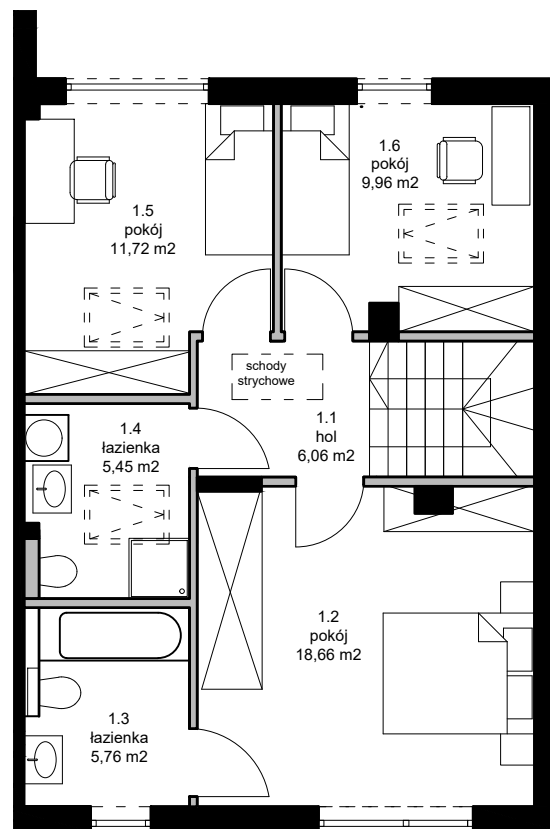 1.6
pokój
9,96 m2
1.5
pokój
11,72 m2
schody
strychowe
1.1
hol
6,06 m2
1.4
łazienka
5,45 m2
1.2
pokój
18,66 m2
1.3
łazienka
5,76 m2